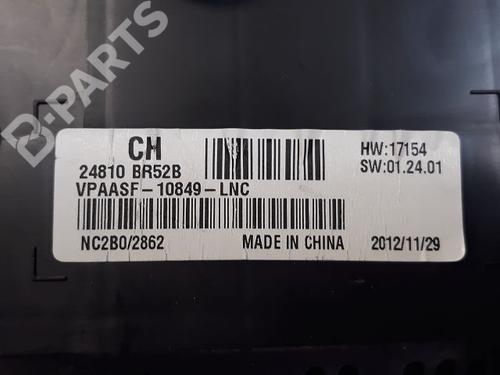 B-PARTS
CH
24810 BR52B
VPAASF-10849-LNC
HW:17154
SW:01.24.01
NC2B0/2862
MADE IN CHINA
2012/11/29